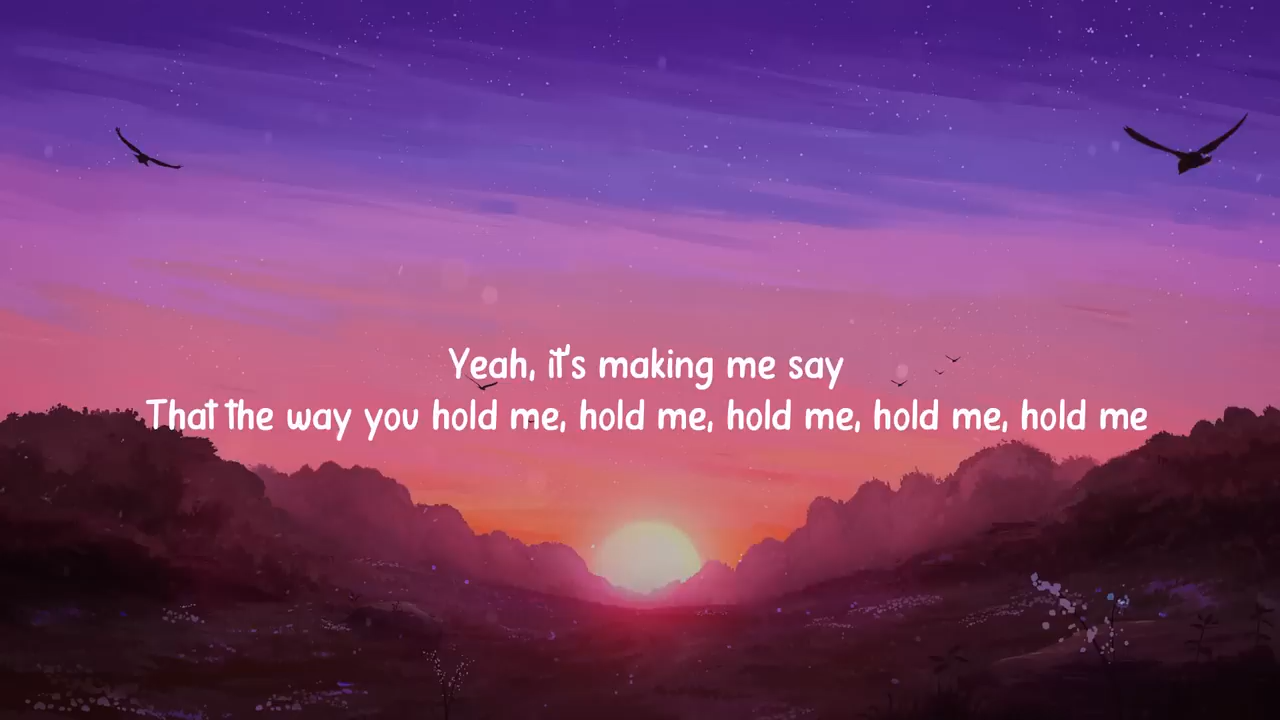 Yeah, it's making me say
That the way you hold me, hold me, hold me, hold me, hold me